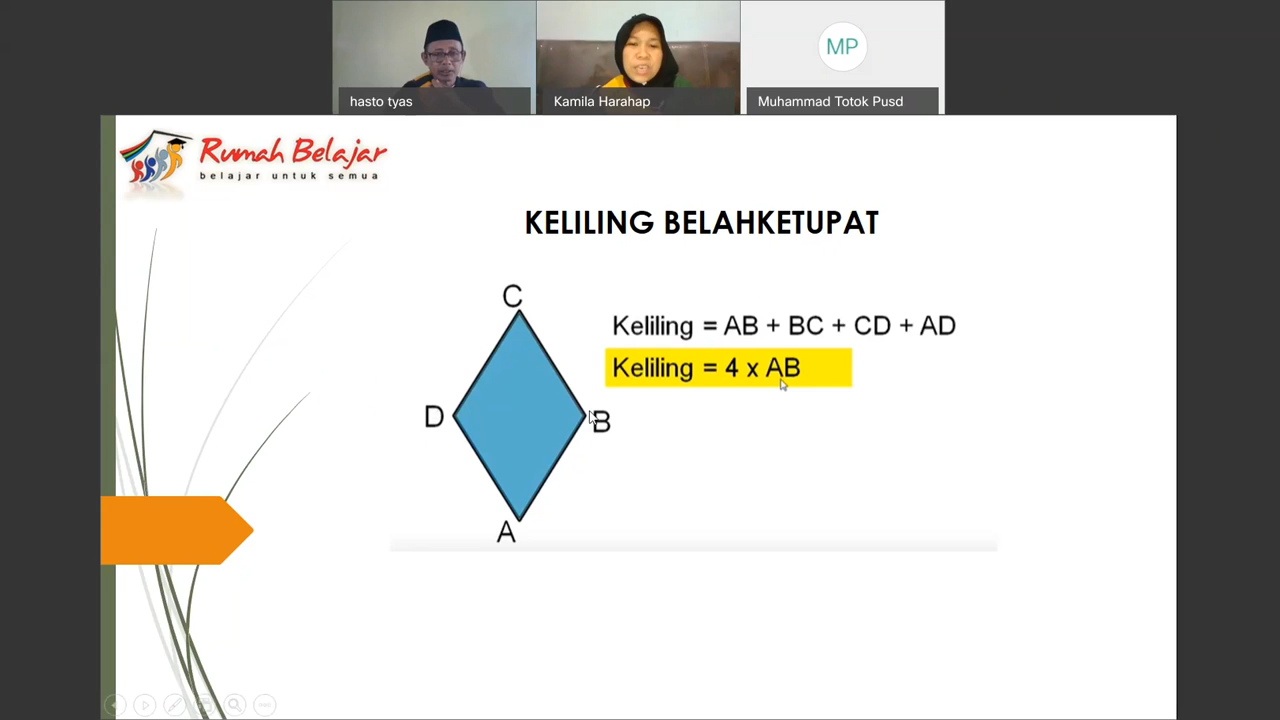 hasto tyas
Kamila Harahap
MP
Muhammad Totok Pusd
Rumah Belajar
belajar untuk semua
KELILING BELAHKETUPAT
C
Keliling = AB + BC + CD + AD
Keliling = 4 x AB
D
B
A